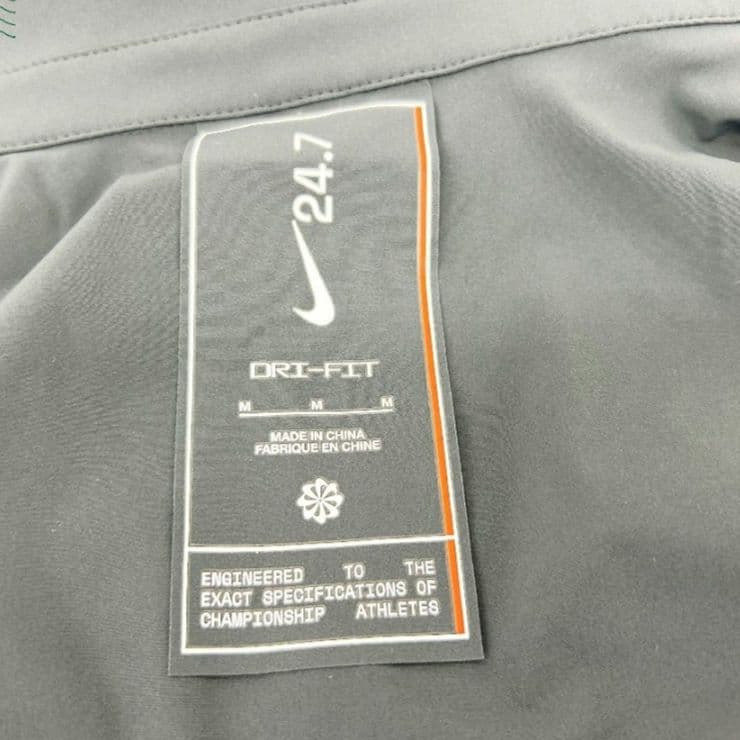 24.7
DRI-FIT
M M M
MADE IN CHINA
FABRIQUE EN CHINE
ENGINEERED TO THE
EXACT SPECIFICATIONS OF
CHAMPIONSHIP ATHLETES